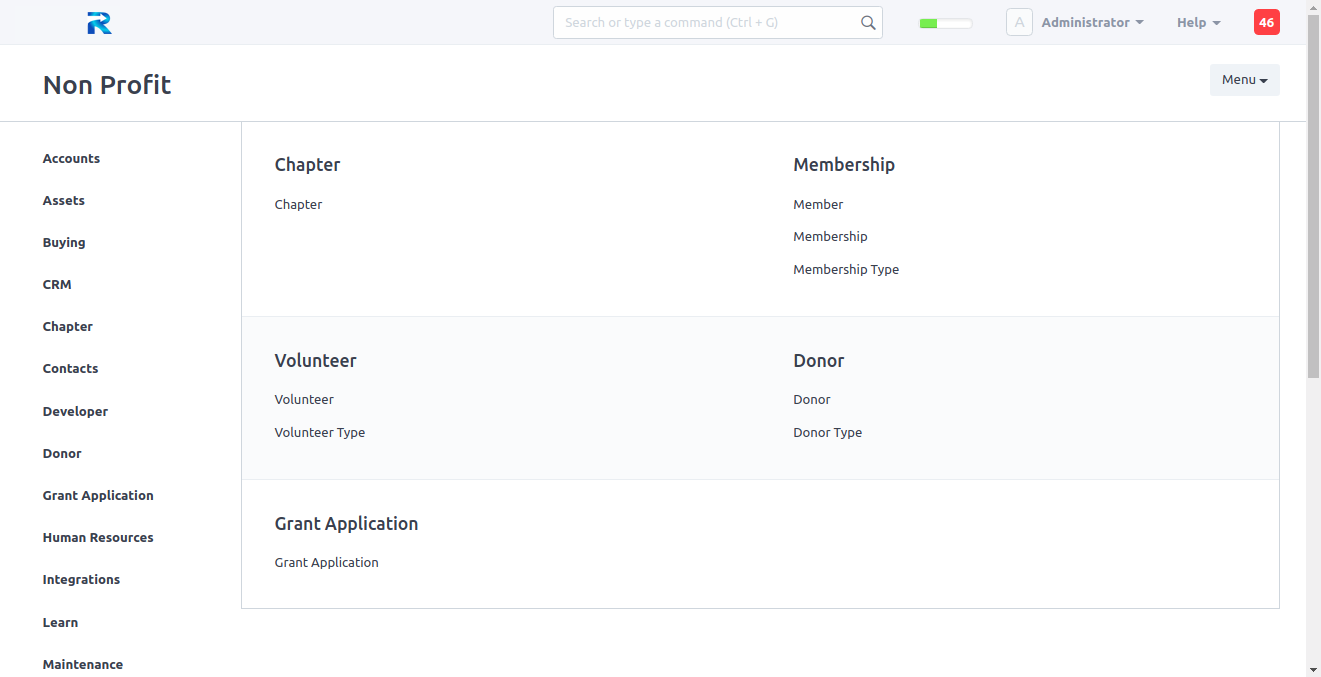 Search or type a command (Ctrl + G)
A
Administrator
Help
46
Non Profit
Menu
Accounts
Assets
Buying
CRM
Chapter
Contacts
Developer
Donor
Grant Application
Human Resources
Integrations
Learn
Maintenance
Chapter
Chapter
Membership
Member
Membership
Membership Type
Volunteer
Volunteer
Volunteer Type
Donor
Donor
Donor Type
Grant Application
Grant Application